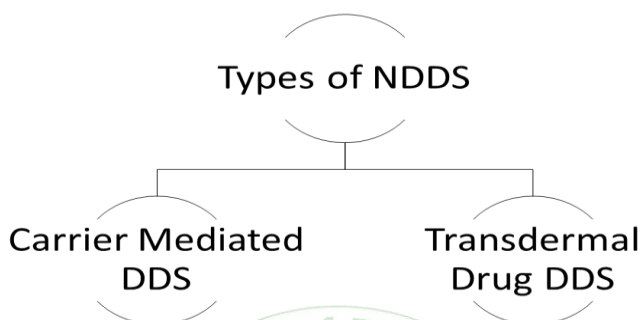 Types of NDDS
Carrier Mediated
DDS
Transdermal
Drug DDS